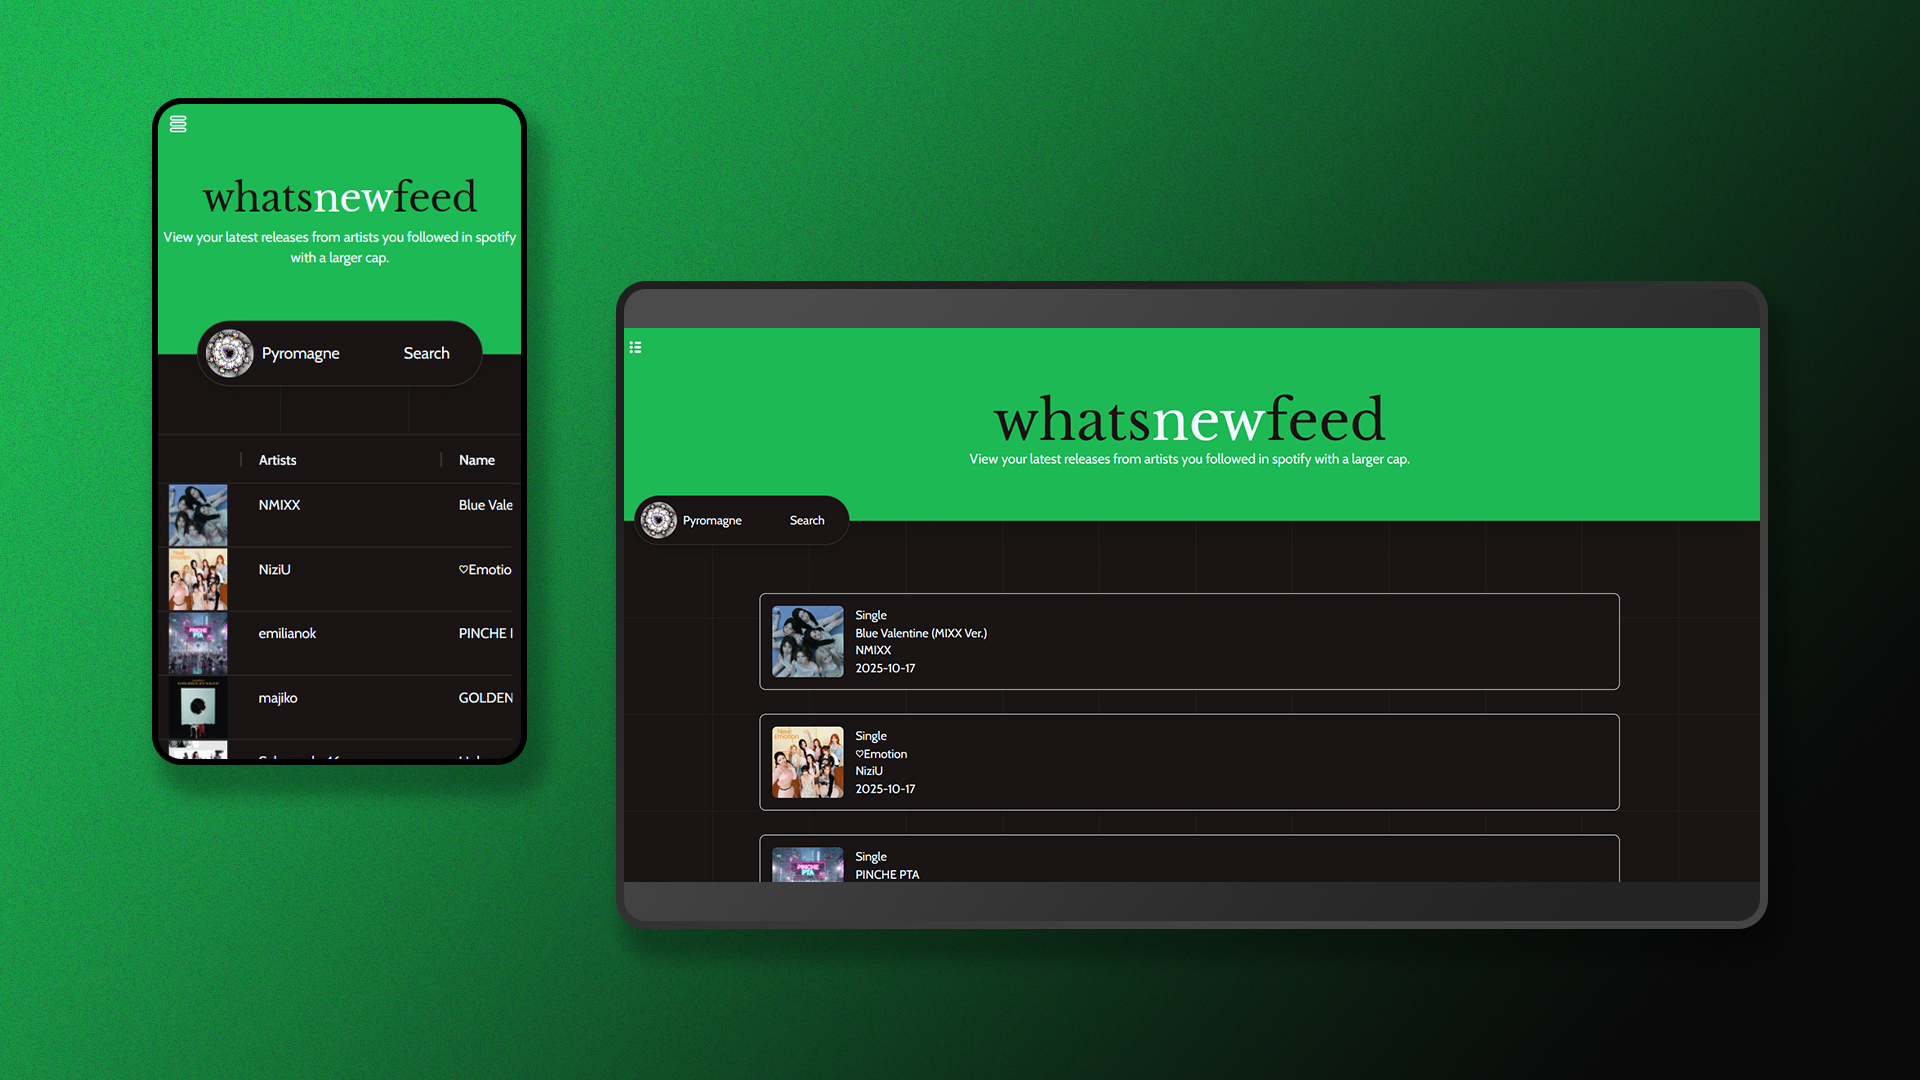 whatsnewfeed
View your latest releases from artists you followed in spotify
with a larger cap.
Pyromagne Search
Artists Name
NMIXX Blue Vale
NiziU ♡Emotio
emilianok PINCHE
majiko GOLDEN
whatsnewfeed
View your latest releases from artists you followed in spotify with a larger cap.
Pyromagne Search
Single
Blue Valentine (MIXX Ver.)
NMIXX
2025-10-17
Single
♡Emotion
NiziU
2025-10-17
PINCHE
PTA
Single
PINCHE PTA